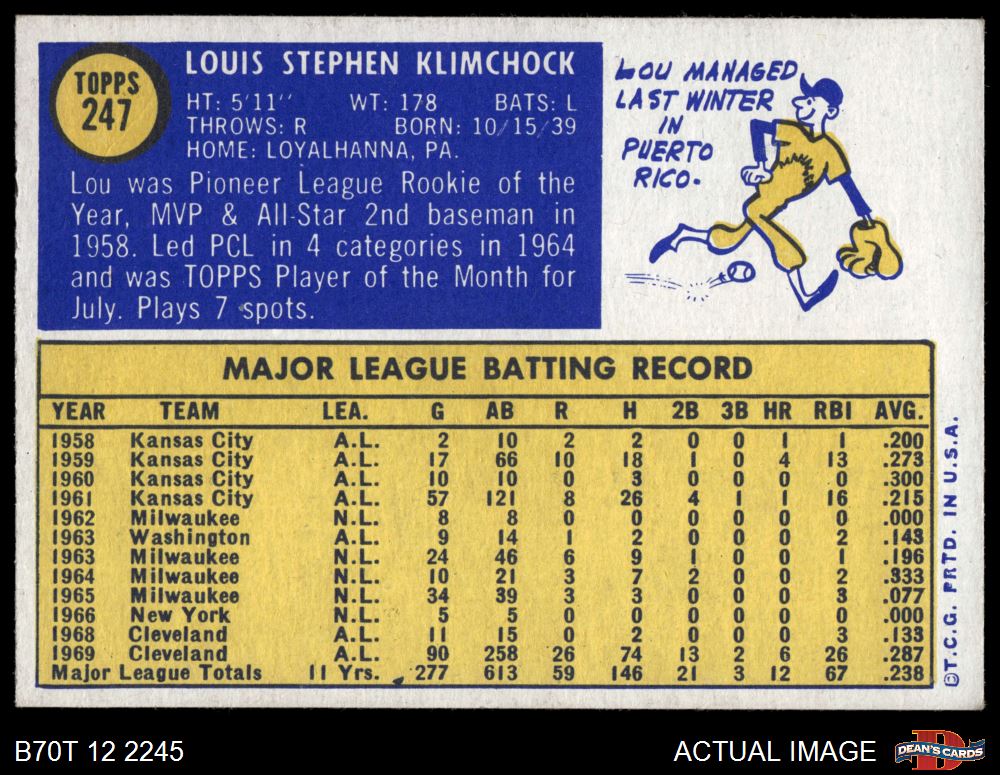 TOPPS
247
LOUIS STEPHEN KLIMCHOCK
HT: 5'11" WT: 178 BATS: L
THROWS: R BORN: 10/15/39
HOME: LOYALHANNA, PA.
Lou was Pioneer League Rookie of the
Year, MVP & All-Star 2nd baseman in
1958. Led PCL in 4 categories in 1964
and was TOPPS Player of the Month for
July. Plays 7 spots.
LOU MANAGED
LAST WINTER
IN
PUERTO
RICO.
MAJOR LEAGUE BATTING RECORD
YEAR TEAM LEA. G AB R H 2B 3B HR RBI AVG.
1958 Kansas City A.L. 2 10 2 2 0 0 1 1 .200
1959 Kansas City A.L. 17 66 10 18 1 0 4 13 .273
1960 Kansas City A.L. 10 10 0 3 0 0 0 0 .300
1961 Kansas City A.L. 57 121 8 26 4 1 1 16 .215
1962 Milwaukee N.L. 8 8 0 0 0 0 0 0 .000
1963 Washington A.L. 9 14 1 2 0 0 0 2 .143
1963 Milwaukee N.L. 24 46 6 9 1 0 0 1 .196
1964 Milwaukee N.L. 10 21 3 7 2 0 0 2 .333
1965 Milwaukee N.L. 34 39 3 3 0 0 0 3 .077
1966 New York N.L. 5 5 0 0 0 0 0 0 .000
1968 Cleveland A.L. 11 15 0 2 0 0 0 3 .133
1969 Cleveland A.L. 90 258 26 74 13 2 6 26 .287
Major League Totals 11 Yrs. 277 613 59 146 21 3 12 67 .238
©T.C.G. PRTD. IN U.S.A.
B70T 12 2245
ACTUAL IMAGE
DEAN'S CARDS